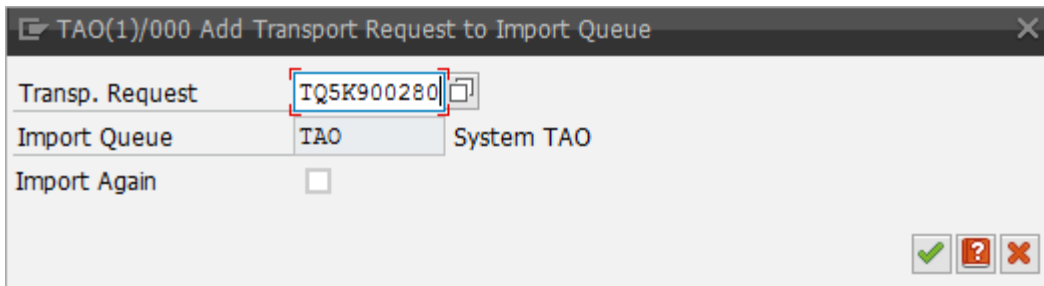 TAO(1)/000 Add Transport Request to Import Queue
Transp. Request TQ5K900280
Import Queue TAO System TAO
Import Again